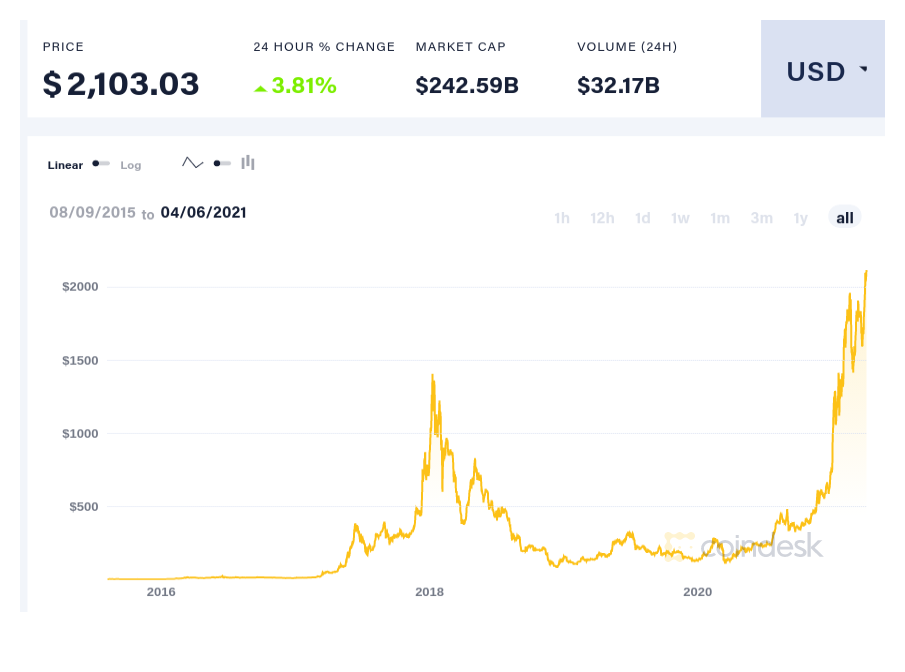 PRICE 24 HOUR % CHANGE MARKET CAP VOLUME (24H)
$2,103.03 3.81% $242.59B $32.17B USD
Linear Log
08/09/2015 to 04/06/2021 1h 12h 1d 1w 1m 3m 1y all
$2000
$1500
$1000
$500
coindesk
2016 2018 2020